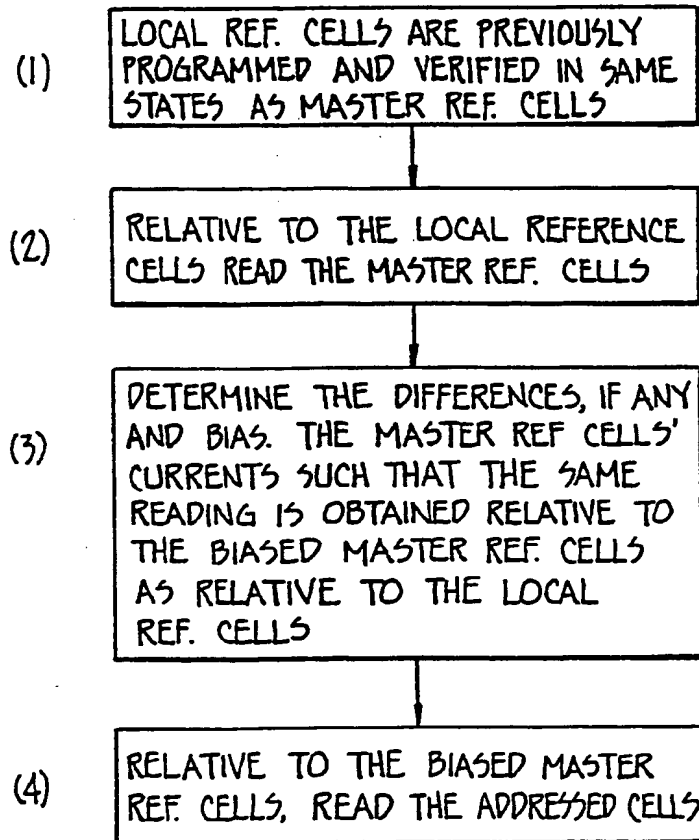 (1)
LOCAL REF. CELLS ARE PREVIOUSLY
PROGRAMMED AND VERIFIED IN SAME
STATES AS MASTER REF. CELLS
(2)
RELATIVE TO THE LOCAL REFERENCE
CELLS READ THE MASTER REF. CELLS
(3)
DETERMINE THE DIFFERENCES, IF ANY
AND BIAS. THE MASTER REF CELLS'
CURRENTS SUCH THAT THE SAME
READING IS OBTAINED RELATIVE TO
THE BIASED MASTER REF. CELLS
AS RELATIVE TO THE LOCAL
REF. CELLS
(4)
RELATIVE TO THE BIASED MASTER
REF. CELLS, READ THE ADDRESSED CELLS